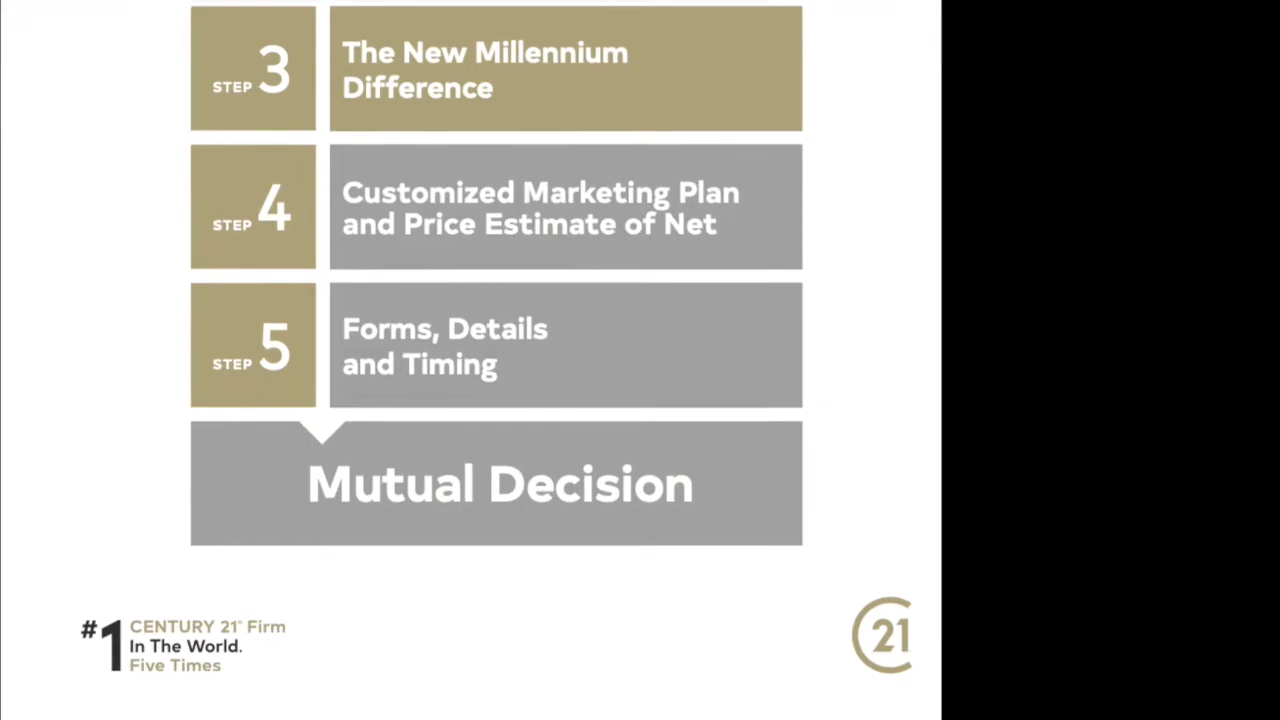 STEP 3
The New Millennium
Difference
STEP 4
Customized Marketing Plan
and Price Estimate of Net
STEP 5
Forms, Details
and Timing
Mutual Decision
#1
CENTURY 21® Firm
In The World.
Five Times
C21